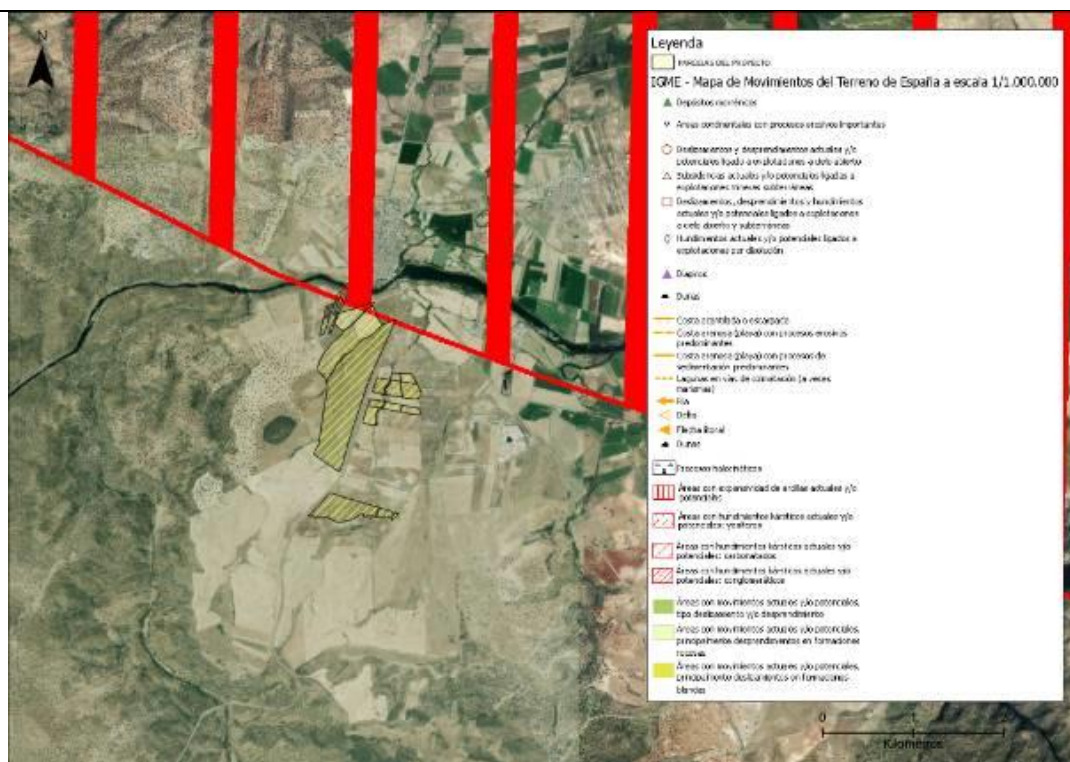 N
Leyenda
PARCELAS DEL PROYECTO
IGME - Mapa de Movimientos del Terreno de España a escala 1/1.000.000
Depósitos morrénicos
Areas continentales con procesos erosivos importantes
Deslizamientos y desprendimientos actuales y/o
potenciales ligado a explotaciones a cielo abierto
Subsidencias actuales y/o potenciales ligadas a
explotaciones mineras subterráneas
Deslizamientos, desprendimientos y hundimientos
actuales y/o potenciales ligados a explotaciones
a cielo abierto y subterráneas
Hundimientos actuales y/o potenciales ligados a
explotaciones por disolución
Diapiros
Dunas
Costa acantilada o escarpada
Costa arenosa (playa) con procesos erosivos
predominantes
Costa arenosa (playa) con procesos de
sedimentación predominantes
Lagunas en vías de colmatación (a veces
marismas)
Ría
Delta
Flecha litoral
Dunas
Procesos halocinéticos
Áreas con expansividad de arcillas actuales y/o
potenciales
Áreas con hundimientos kársticos actuales y/o
potenciales: yesíferos
Áreas con hundimientos kársticos actuales y/o
potenciales: carbonatados
Áreas con hundimientos kársticos actuales y/o
potenciales: conglomeráticos
Áreas con movimientos actuales y/o potenciales,
tipo deslizamiento y/o desprendimiento
Áreas con movimientos actuales y/o potenciales,
principalmente desprendimientos en formaciones
rocosas
Áreas con movimientos actuales y/o potenciales,
principalmente deslizamientos en formaciones
blandas
0 1 2
Kilómetros